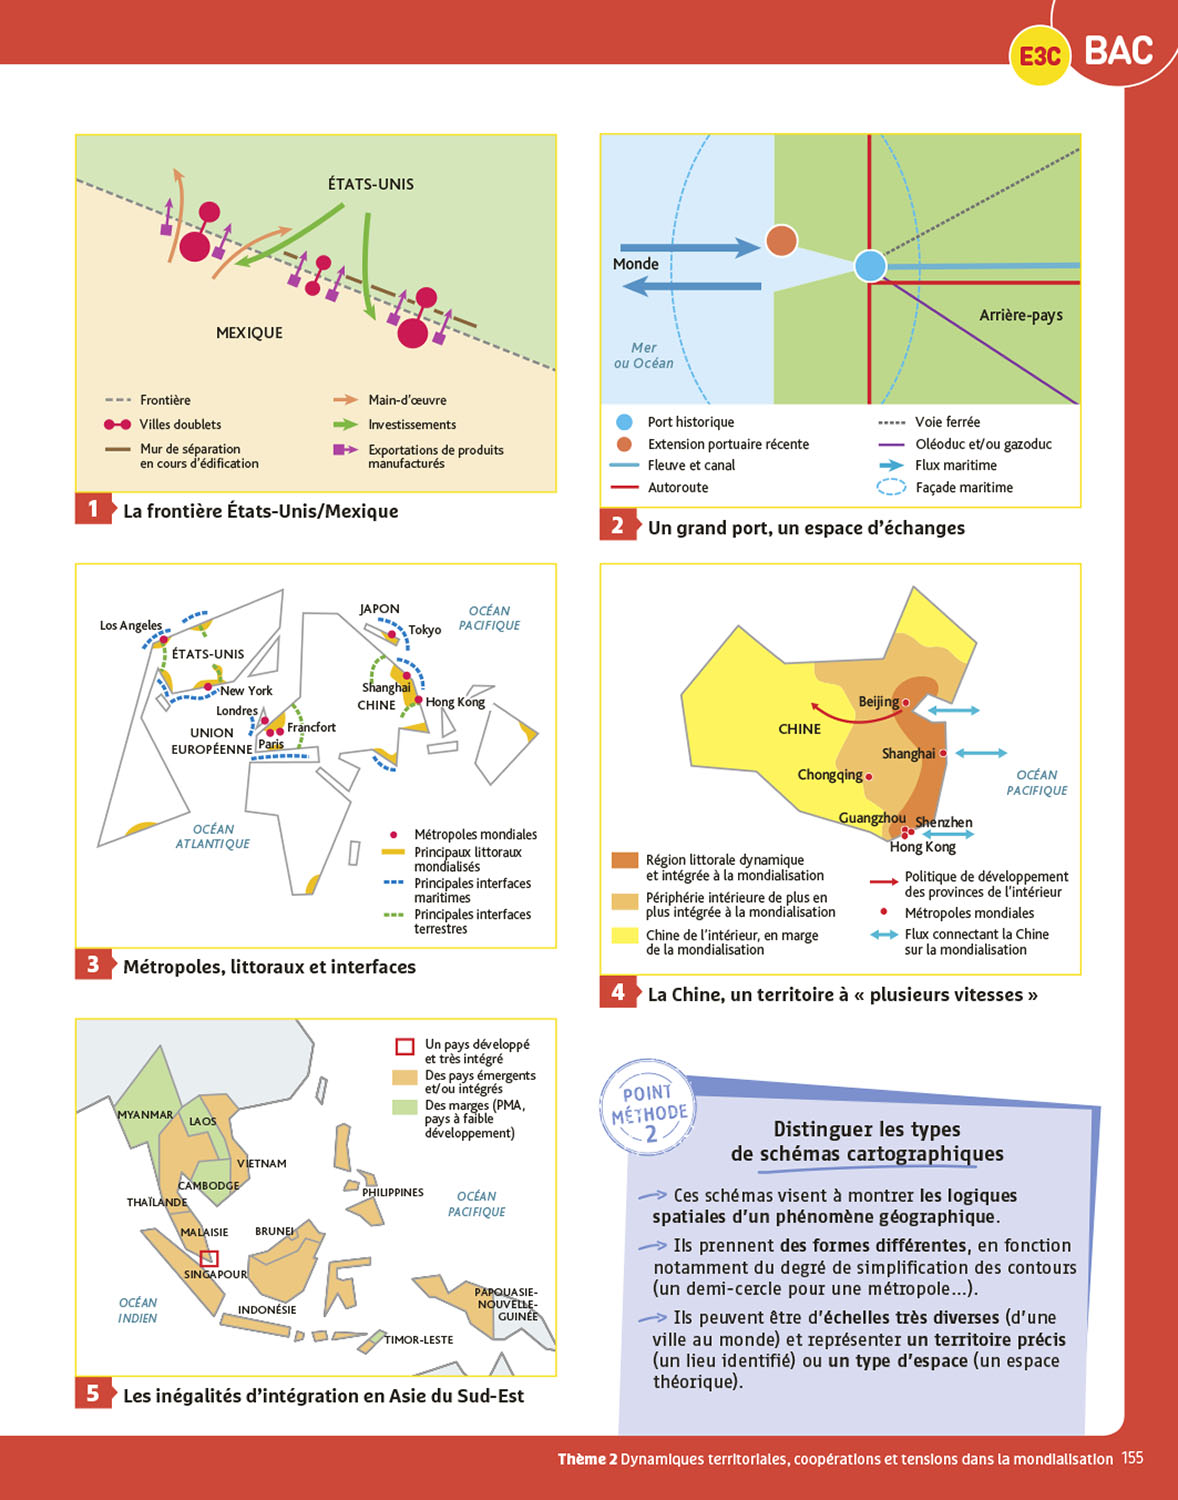 E3C
BAC
ÉTATS-UNIS
MEXIQUE
Frontière
Villes doublets
Mur de séparation
en cours d'édification
Main-d'œuvre
Investissements
Exportations de produits
manufacturés
1 La frontière États-Unis/Mexique
Monde
Mer
ou Océan
Arrière-pays
Port historique
Extension portuaire récente
Fleuve et canal
Autoroute
Voie ferrée
Oléoduc et/ou gazoduc
Flux maritime
Façade maritime
2 Un grand port, un espace d'échanges
Los Angeles
ÉTATS-UNIS
New York
Londres
UNION
EUROPÉENNE
Paris
Francfort
JAPON
Tokyo
OCÉAN
PACIFIQUE
Shanghai
CHINE
Hong Kong
OCÉAN
ATLANTIQUE
Métropoles mondiales
Principaux littoraux
mondialisés
Principales interfaces
maritimes
Principales interfaces
terrestres
3 Métropoles, littoraux et interfaces
Beijing
CHINE
Shanghai
Chongqing
OCÉAN
PACIFIQUE
Guangzhou
Shenzhen
Hong Kong
Région littorale dynamique
et intégrée à la mondialisation
Périphérie intérieure de plus en
plus intégrée à la mondialisation
Chine de l'intérieur, en marge
de la mondialisation
Politique de développement
des provinces de l'intérieur
Métropoles mondiales
Flux connectant la Chine
sur la mondialisation
4 La Chine, un territoire à « plusieurs vitesses »
Un pays développé
et très intégré
Des pays émergents
et/ou intégrés
Des marges (PMA,
pays à faible
développement)
MYANMAR
LAOS
VIETNAM
CAMBODGE
THAÏLANDE
PHILIPPINES
OCÉAN
PACIFIQUE
MALAISIE
BRUNEI
SINGAPOUR
OCÉAN
INDIEN
INDONÉSIE
PAPOUASIE-
NOUVELLE-
GUINÉE
TIMOR-LESTE
5 Les inégalités d'intégration en Asie du Sud-Est
POINT
MÉTHODE
2
Distinguer les types
de schémas cartographiques
Ces schémas visent à montrer les logiques
spatiales d'un phénomène géographique.
Ils prennent des formes différentes, en fonction
notamment du degré de simplification des contours
(un demi-cercle pour une métropole...).
Ils peuvent être d'échelles très diverses (d'une
ville au monde) et représenter un territoire précis
(un lieu identifié) ou un type d'espace (un espace
théorique).
Thème 2 Dynamiques territoriales, coopérations et tensions dans la mondialisation 155